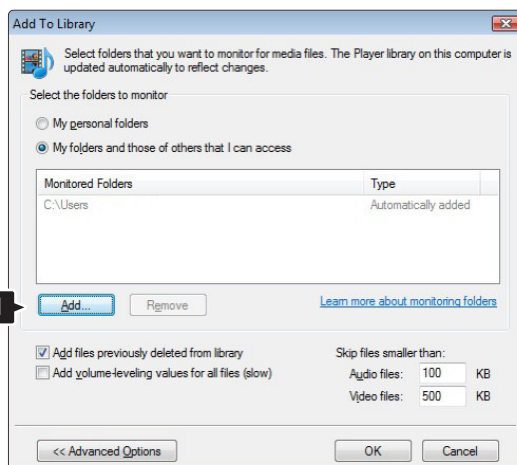 Add To Library
Select folders that you want to monitor for media files. The Player library on this computer is
updated automatically to reflect changes.
Select the folders to monitor
My personal folders
My folders and those of others that I can access
Monitored Folders Type
C:\Users Automatically added
Add... Remove Learn more about monitoring folders
Add files previously deleted from library Skip files smaller than:
Add volume-leveling values for all files (slow) Audio files: 100 KB
Video files: 500 KB
<< Advanced Options OK Cancel